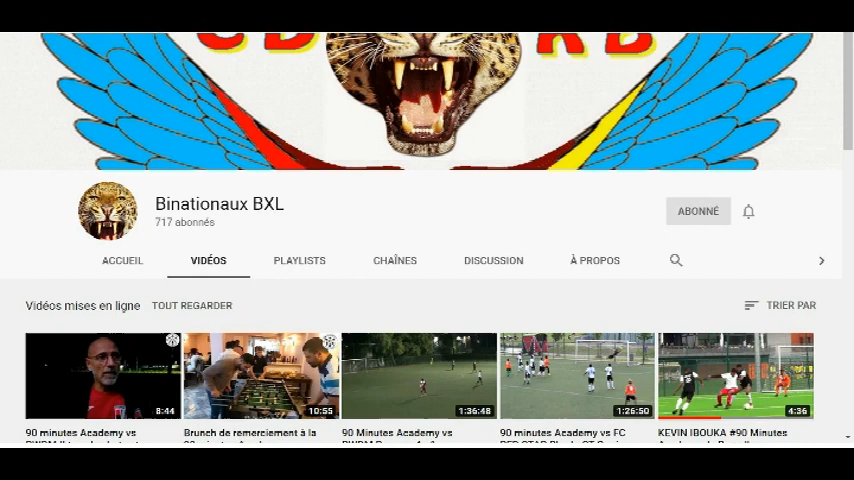 Binationaux BXL
717 abonnés
ABONNÉ
ACCUEIL VIDÉOS PLAYLISTS CHAÎNES DISCUSSION À PROPOS
Vidéos mises en ligne TOUT REGARDER TRIER PAR
8:44 10:55 1:36:48 1:26:50 4:36
90 minutes Academy vs Brunch de remerciement à la 90 Minutes Academy vs 90 minutes Academy vs FC KEVIN IBOUKA #90 Minutes